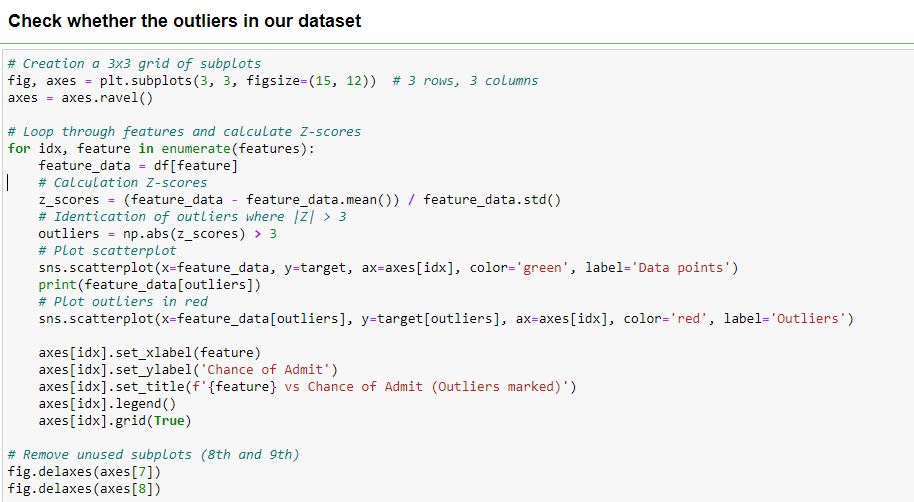 Check whether the outliers in our dataset
# Creation a 3x3 grid of subplots
fig, axes = plt.subplots(3, 3, figsize=(15, 12))  # 3 rows, 3 columns
axes = axes.ravel()
# Loop through features and calculate Z-scores
for idx, feature in enumerate(features):
    feature_data = df[feature]
    # Calculation Z-scores
    z_scores = (feature_data - feature_data.mean()) / feature_data.std()
    # Identication of outliers where |Z| > 3
    outliers = np.abs(z_scores) > 3
    # Plot scatterplot
    sns.scatterplot(x=feature_data, y=target, ax=axes[idx], color='green', label='Data points')
    print(feature_data[outliers])
    # Plot outliers in red
    sns.scatterplot(x=feature_data[outliers], y=target[outliers], ax=axes[idx], color='red', label='Outliers')
    axes[idx].set_xlabel(feature)
    axes[idx].set_ylabel('Chance of Admit')
    axes[idx].set_title(f'{feature} vs Chance of Admit (Outliers marked)')
    axes[idx].legend()
    axes[idx].grid(True)
# Remove unused subplots (8th and 9th)
fig.delaxes(axes[7])
fig.delaxes(axes[8])